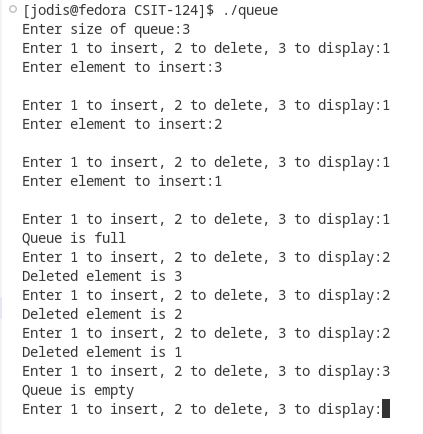 [jodis@fedora CSIT-124]$ ./queue
Enter size of queue:3
Enter 1 to insert, 2 to delete, 3 to display:1
Enter element to insert:3
Enter 1 to insert, 2 to delete, 3 to display:1
Enter element to insert:2
Enter 1 to insert, 2 to delete, 3 to display:1
Enter element to insert:1
Enter 1 to insert, 2 to delete, 3 to display:1
Queue is full
Enter 1 to insert, 2 to delete, 3 to display:2
Deleted element is 3
Enter 1 to insert, 2 to delete, 3 to display:2
Deleted element is 2
Enter 1 to insert, 2 to delete, 3 to display:2
Deleted element is 1
Enter 1 to insert, 2 to delete, 3 to display:3
Queue is empty
Enter 1 to insert, 2 to delete, 3 to display: